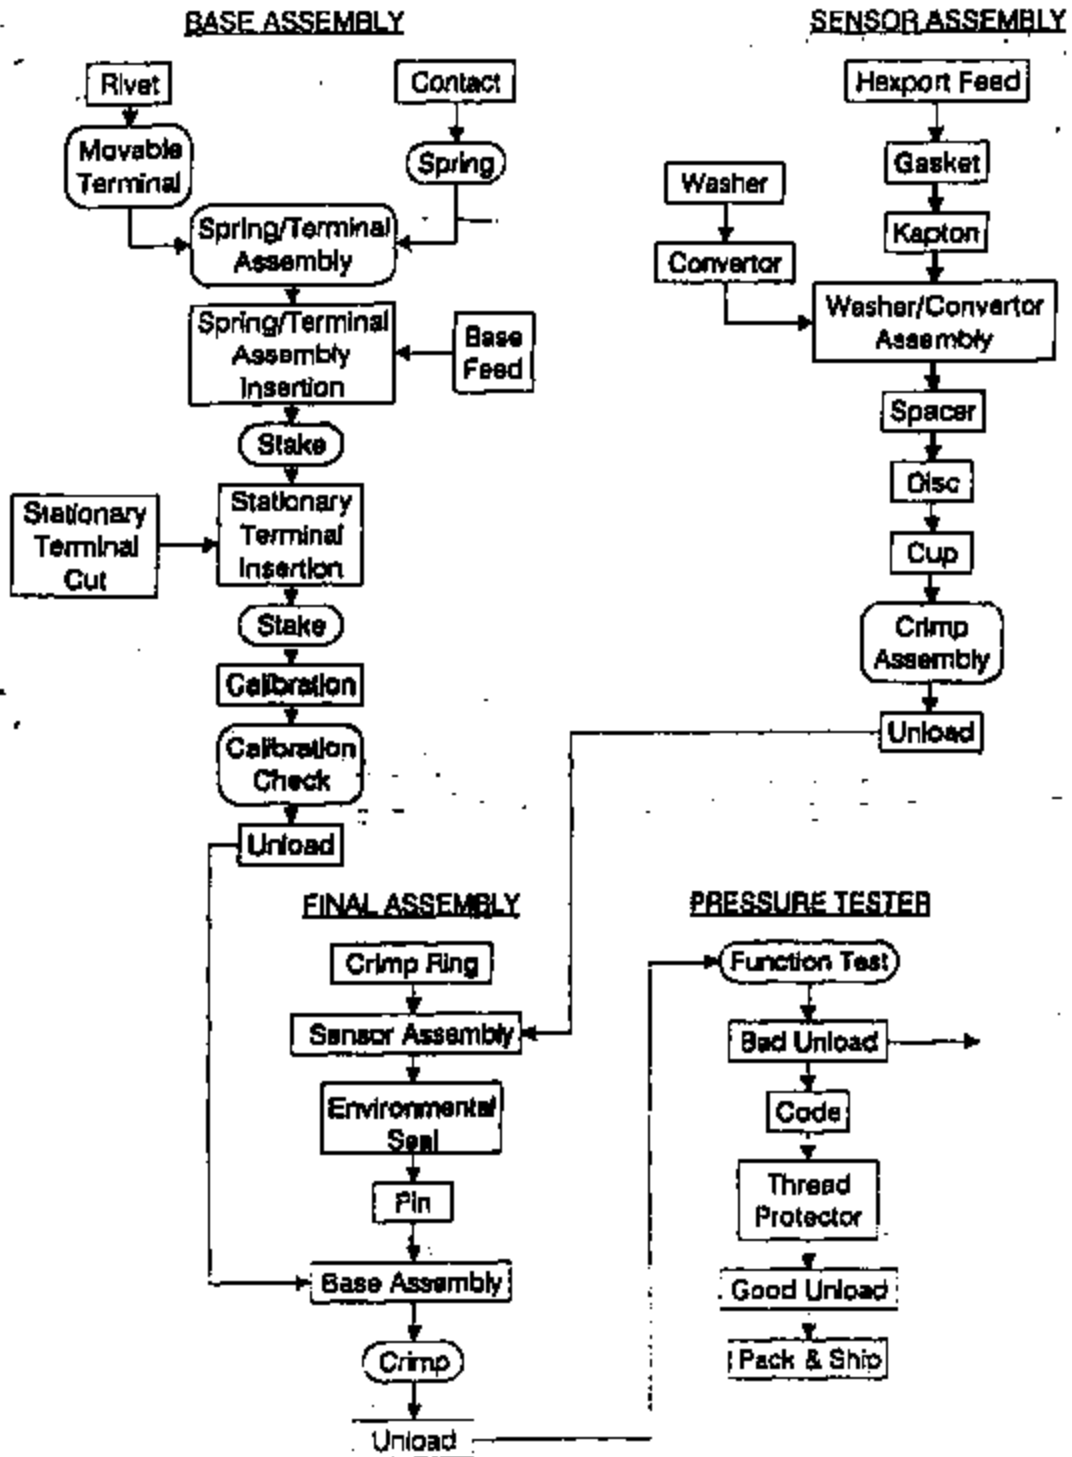 BASE ASSEMBLY
Rivet
Contact
Movable
Terminal
Spring
Spring/Terminal
Assembly
Spring/Terminal
Assembly
Insertion
Base
Feed
Stake
Stationary
Terminal
Cut
Stationary
Terminal
Insertion
Stake
Calibration
Calibration
Check
Unload
SENSOR ASSEMBLY
Hexport Feed
Gasket
Washer
Kapton
Convertor
Washer/Convertor
Assembly
Spacer
Disc
Cup
Crimp
Assembly
Unload
FINAL ASSEMBLY
Crimp Ring
Sensor Assembly
Environmental
Seal
Pin
Base Assembly
Crimp
Unload
PRESSURE TESTER
Function Test
Bad Unload
Code
Thread
Protector
Good Unload
Pack & Ship